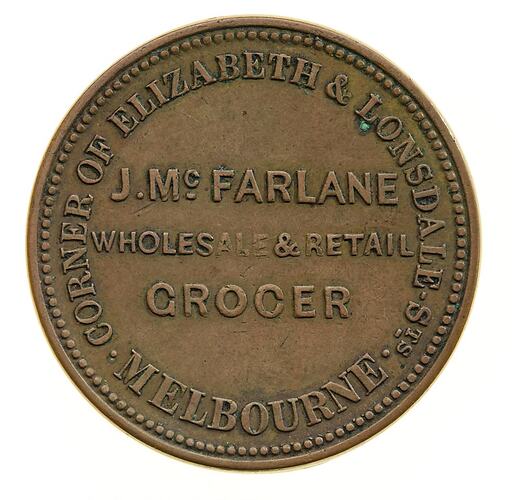 CORNER OF ELIZABETH & LONSDALE · STS
J. Mc FARLANE
WHOLESALE & RETAIL
GROCER
· MELBOURNE ·